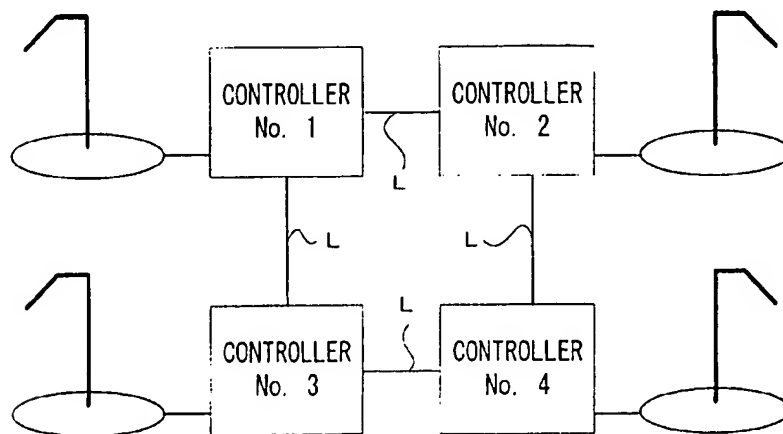 CONTROLLER
No. 1
CONTROLLER
No. 2
L
L
L
L
CONTROLLER
No. 3
CONTROLLER
No. 4